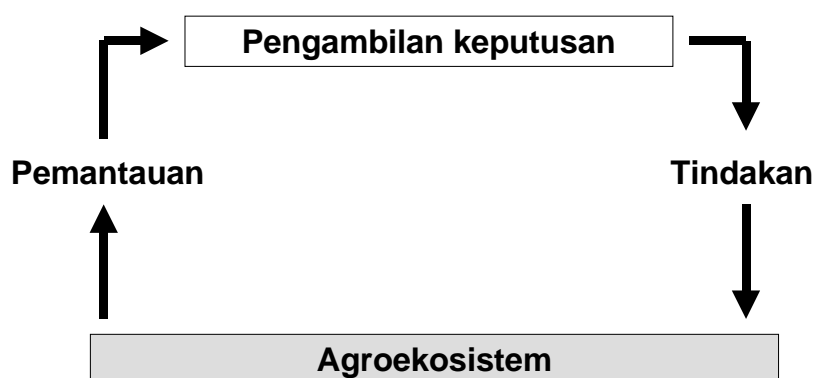 Pengambilan keputusan
Pemantauan
Tindakan
Agroekosistem